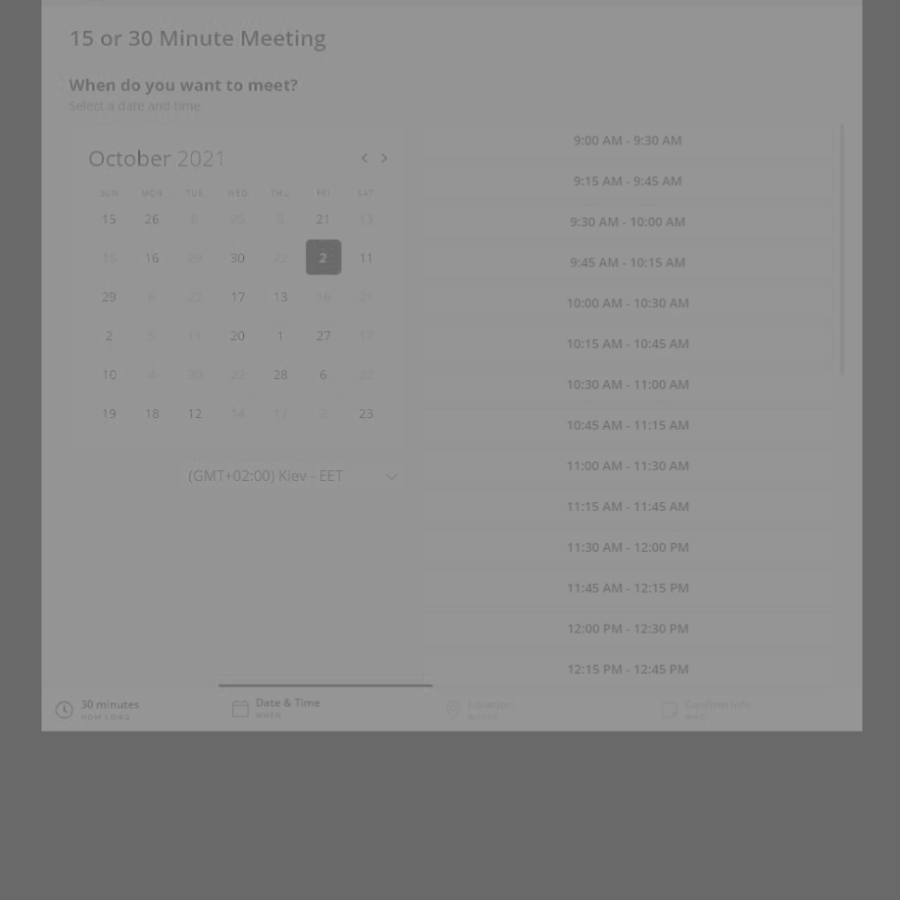 15 or 30 Minute Meeting
When do you want to meet?
Select a date and time
October 2021 < >
SUN MON TUE WED THU FRI SAT
15 26 6 25 21 13
16 30 22 2 11
29 6 22 17 13 16 21
2 5 11 20 1 27
10 4 30 22 28 6 22
19 18 12 14 2 23
(GMT+02:00) Kiev - EET
9:00 AM - 9:30 AM
9:15 AM - 9:45 AM
9:30 AM - 10:00 AM
9:45 AM - 10:15 AM
10:00 AM - 10:30 AM
10:15 AM - 10:45 AM
10:30 AM - 11:00 AM
10:45 AM - 11:15 AM
11:00 AM - 11:30 AM
11:15 AM - 11:45 AM
11:30 AM - 12:00 PM
11:45 AM - 12:15 PM
12:00 PM - 12:30 PM
12:15 PM - 12:45 PM
30 minutes
HOW LONG
Date & Time
WHEN
Location
WHERE
Confirm Info
WHO